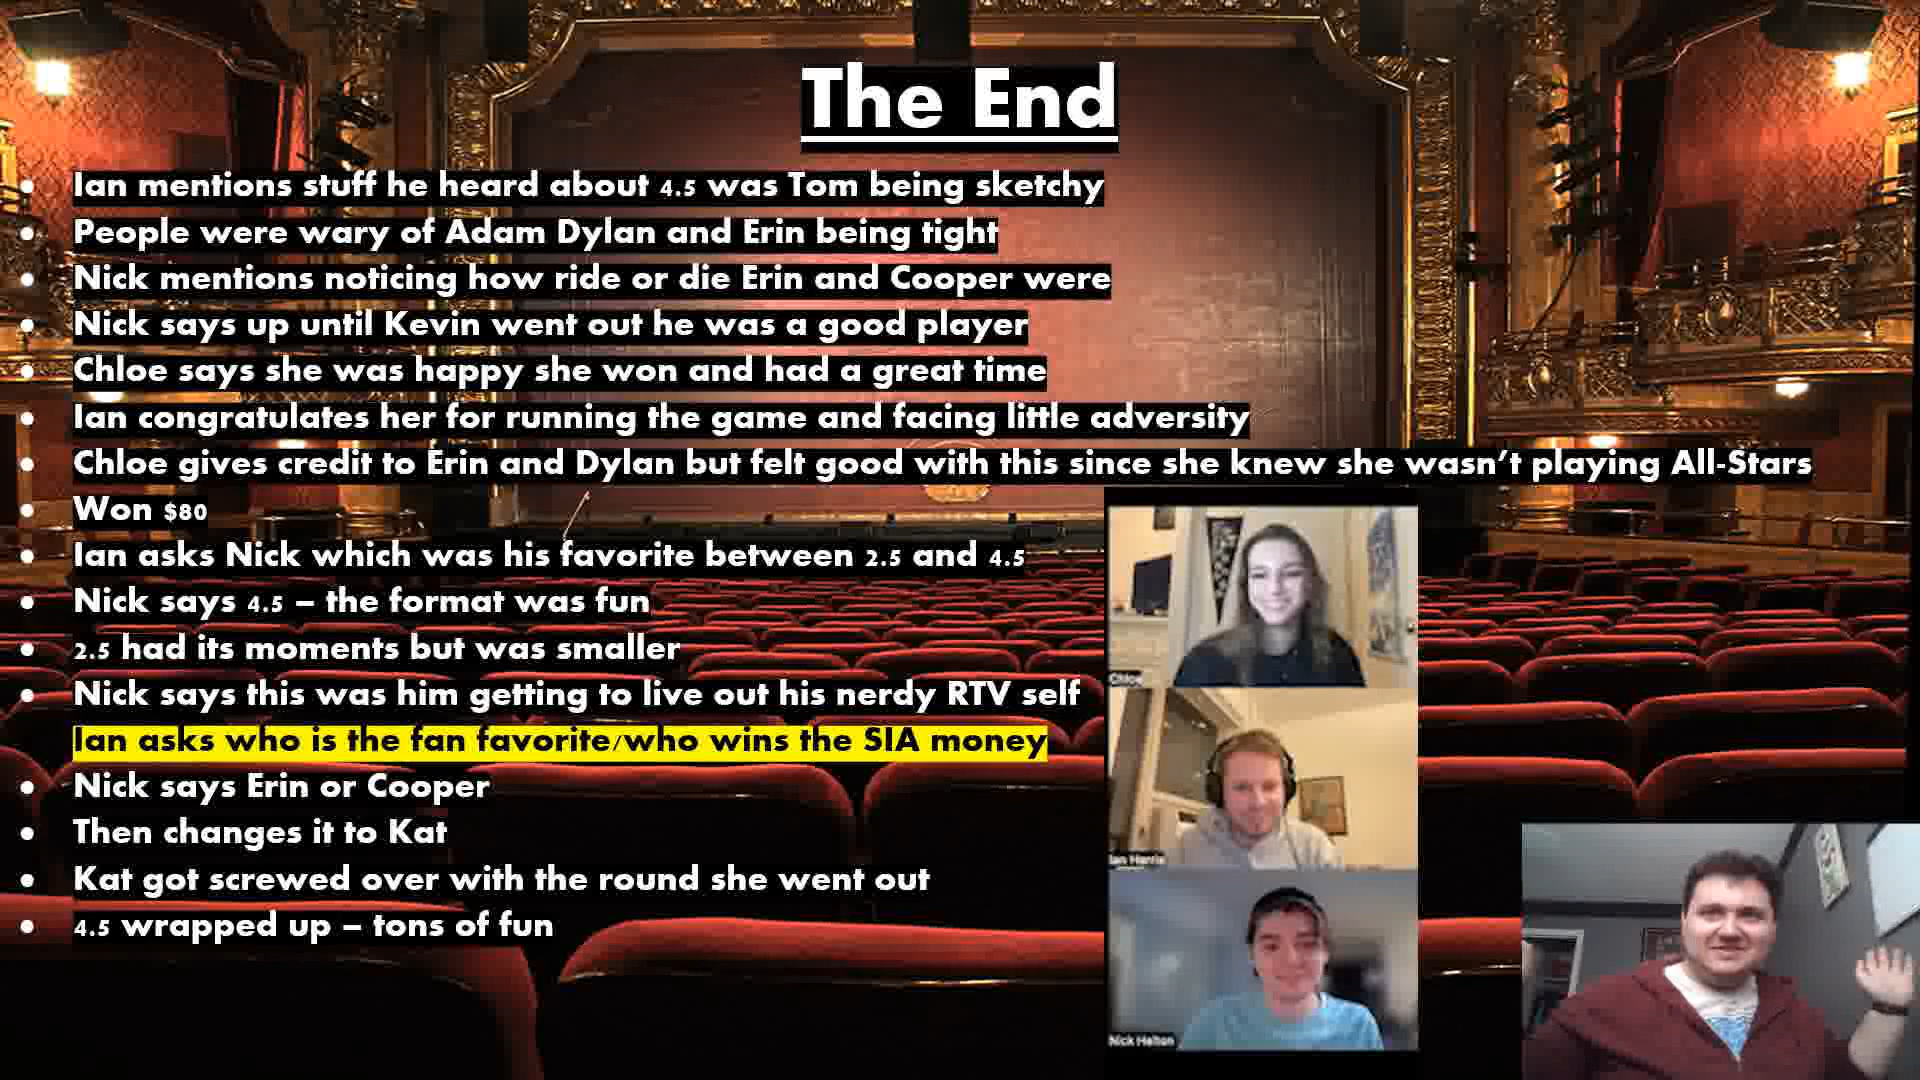 The End
• Ian mentions stuff he heard about 4.5 was Tom being sketchy
• People were wary of Adam Dylan and Erin being tight
• Nick mentions noticing how ride or die Erin and Cooper were
• Nick says up until Kevin went out he was a good player
• Chloe says she was happy she won and had a great time
• Ian congratulates her for running the game and facing little adversity
• Chloe gives credit to Erin and Dylan but felt good with this since she knew she wasn’t playing All-Stars
• Won $80
• Ian asks Nick which was his favorite between 2.5 and 4.5
• Nick says 4.5 – the format was fun
• 2.5 had its moments but was smaller
• Nick says this was him getting to live out his nerdy RTV self
Ian asks who is the fan favorite/who wins the SIA money
• Nick says Erin or Cooper
• Then changes it to Kat
• Kat got screwed over with the round she went out
• 4.5 wrapped up – tons of fun
Chloe
Ian Harris
Nick Helton